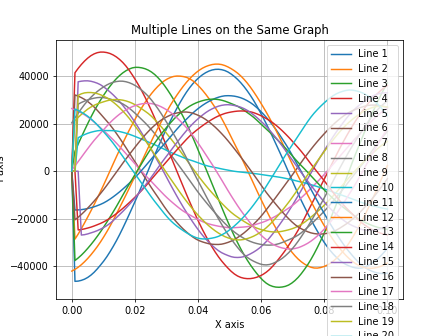 Multiple Lines on the Same Graph
40000
20000
0
−20000
−40000
axis
0.00
0.02
0.04
0.06
0.08
X axis
Line 1
Line 2
Line 3
Line 4
Line 5
Line 6
Line 7
Line 8
Line 9
Line 10
Line 11
Line 12
Line 13
Line 14
Line 15
Line 16
Line 17
Line 18
Line 19
Line 20